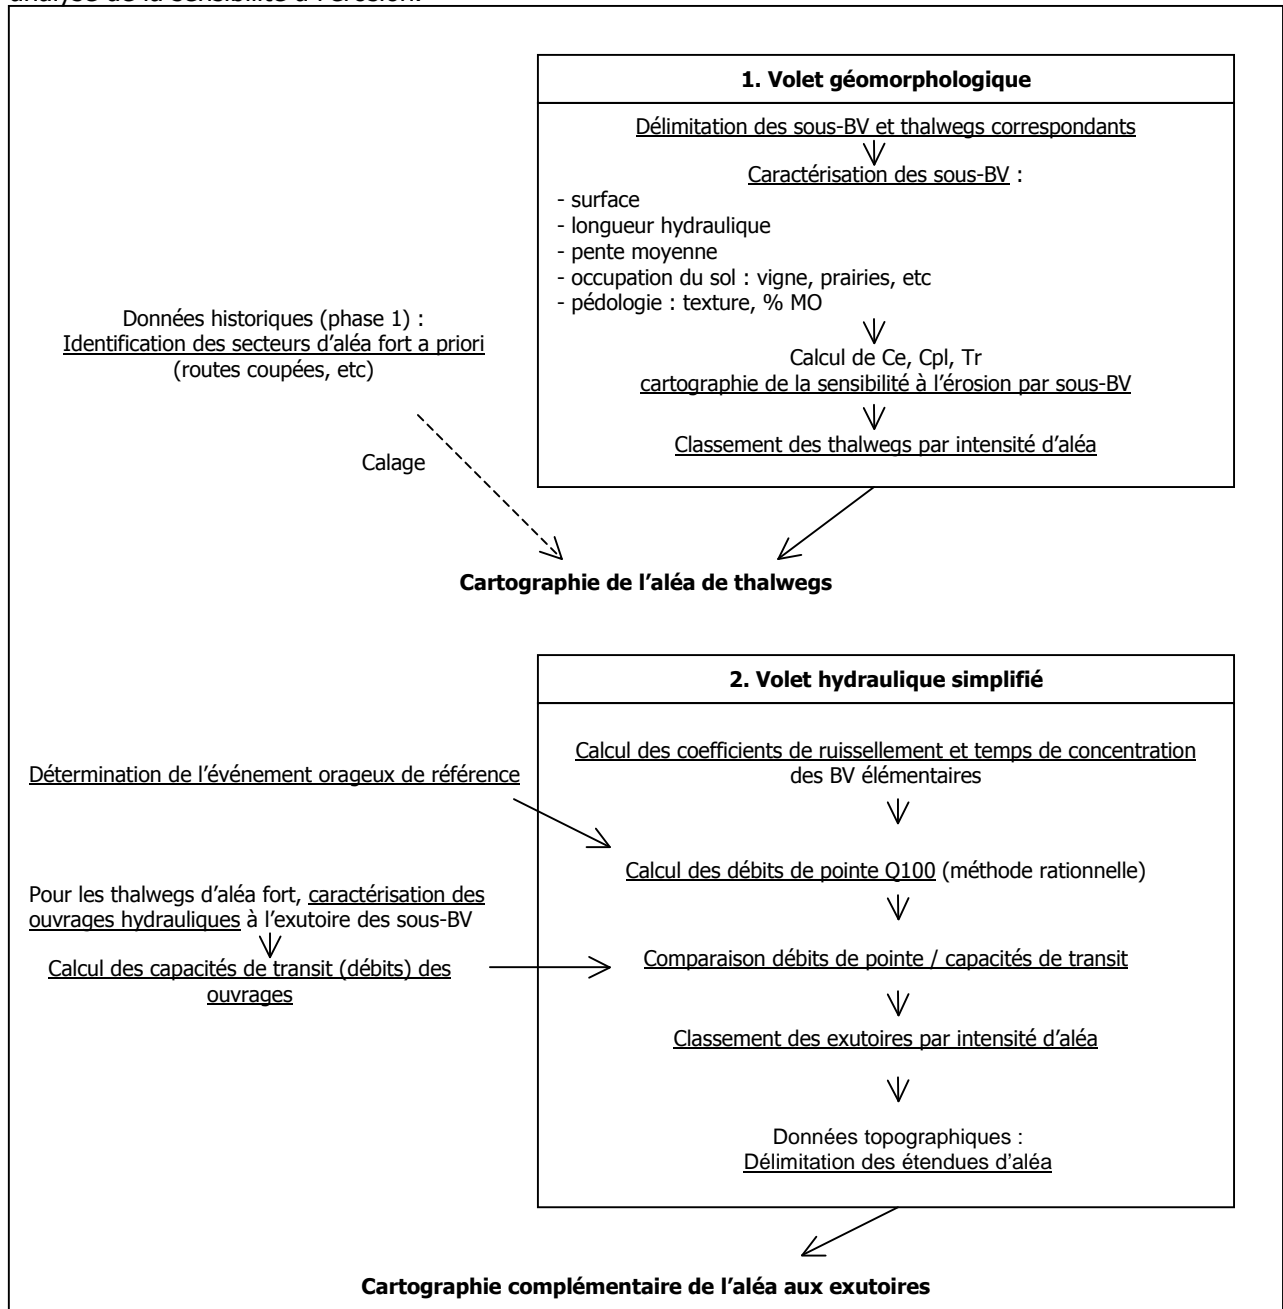 analyse de la sensibilité à l'érosion.
1. Volet géomorphologique
Délimitation des sous-BV et thalwegs correspondants
Caractérisation des sous-BV :
- surface
- longueur hydraulique
- pente moyenne
- occupation du sol : vigne, prairies, etc
- pédologie : texture, % MO
Données historiques (phase 1) :
Identification des secteurs d'aléa fort a priori
(routes coupées, etc)
Calcul de Ce, Cpl, Tr
cartographie de la sensibilité à l'érosion par sous-BV
Classement des thalwegs par intensité d'aléa
Calage
Cartographie de l'aléa de thalwegs
2. Volet hydraulique simplifié
Calcul des coefficients de ruissellement et temps de concentration
des BV élémentaires
Détermination de l'événement orageux de référence
Calcul des débits de pointe Q100 (méthode rationnelle)
Pour les thalwegs d'aléa fort, caractérisation des
ouvrages hydrauliques à l'exutoire des sous-BV
Calcul des capacités de transit (débits) des
ouvrages
Comparaison débits de pointe / capacités de transit
Classement des exutoires par intensité d'aléa
Données topographiques :
Délimitation des étendues d'aléa
Cartographie complémentaire de l'aléa aux exutoires